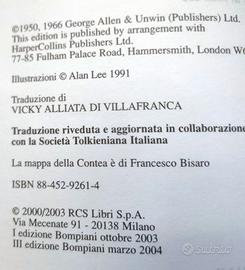 ©1950, 1966 George Allen & Unwin (Publishers) Ltd.
This edition is published by arrangement with
HarperCollins Publishers Ltd.
77-85 Fulham Palace Road, Hammersmith, London W
Illustrazioni © Alan Lee 1991
Traduzione di
VICKY ALLIATA DI VILLAFRANCA
Traduzione riveduta e aggiornata in collaborazione
con la Società Tolkieniana Italiana
La mappa della Contea è di Francesco Bisaro
ISBN 88-452-9261-4
© 2000/2003 RCS Libri S.p.A.
Via Mecenate 91 - 20138 Milano
I edizione Bompiani ottobre 2003
III edizione Bompiani marzo 2004
subito